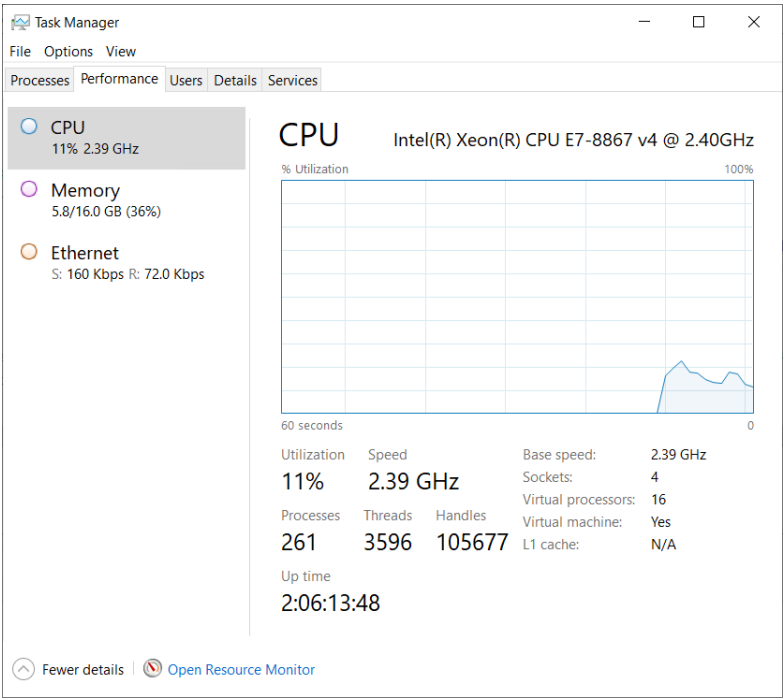 Task Manager
File Options View
Processes Performance Users Details Services
CPU
11% 2.39 GHz
Memory
5.8/16.0 GB (36%)
Ethernet
S: 160 Kbps R: 72.0 Kbps
CPU Intel(R) Xeon(R) CPU E7-8867 v4 @ 2.40GHz
% Utilization 100%
60 seconds 0
Utilization Speed
11% 2.39 GHz
Processes Threads Handles
261 3596 105677
Up time
2:06:13:48
Base speed: 2.39 GHz
Sockets: 4
Virtual processors: 16
Virtual machine: Yes
L1 cache: N/A
Fewer details Open Resource Monitor